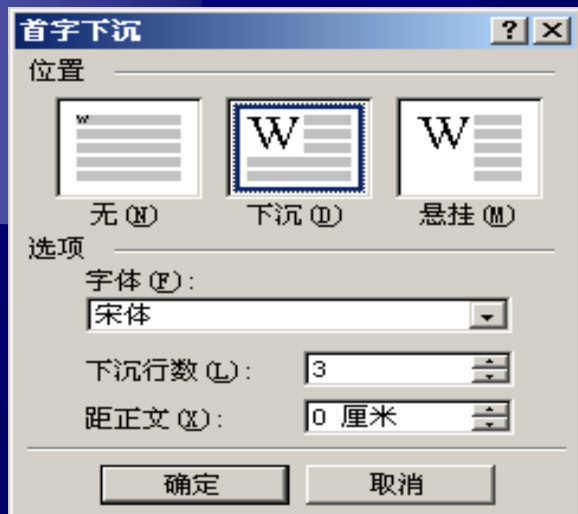 首字下沉
位置
W W W
无(N) 下沉(D) 悬挂(M)
选项
字体(F):
宋体
下沉行数(L): 3
距正文(X): 0 厘米
确定 取消